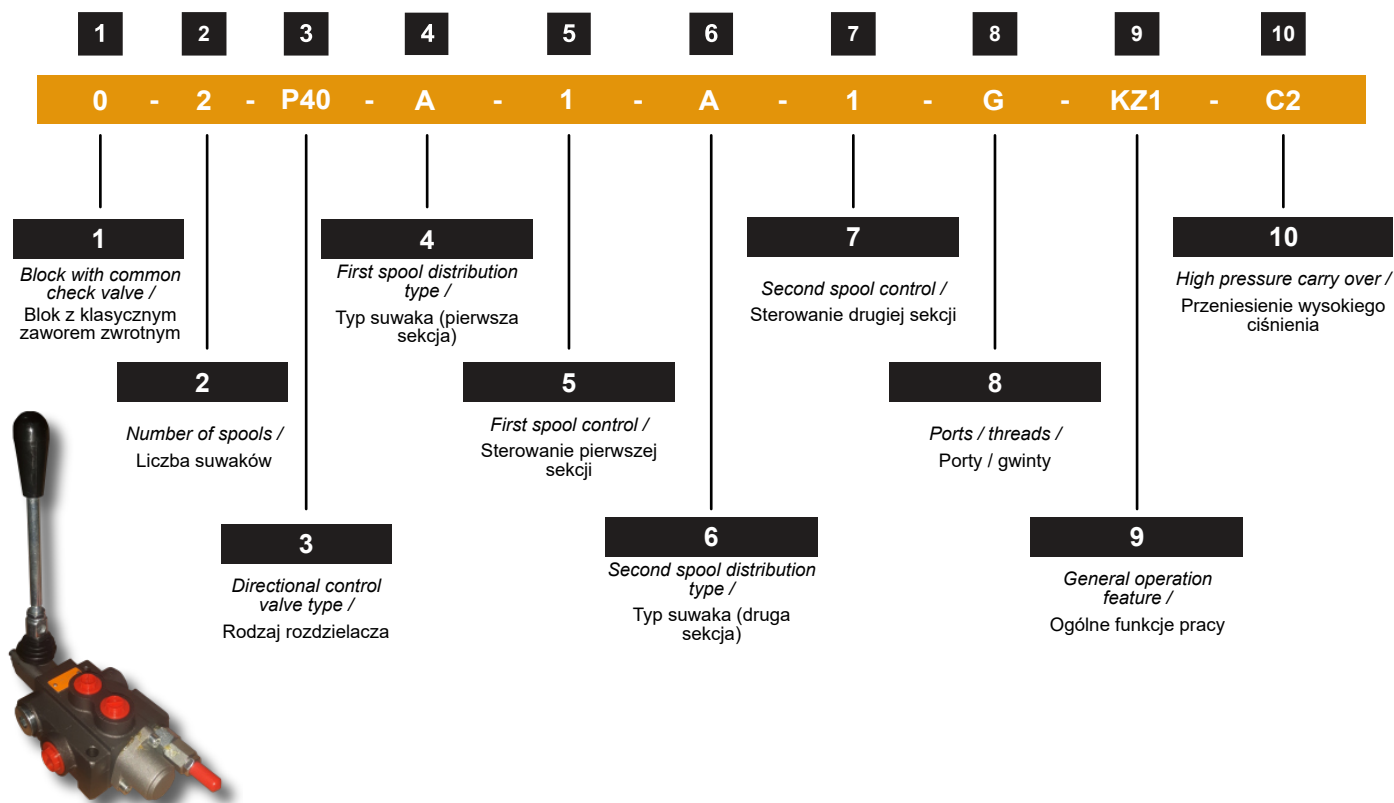 1 2 3 4 5 6 7 8 9 10
0 - 2 - P40 - A - 1 - A - 1 - G - KZ1 - C2
1
Block with common
check valve /
Blok z klasycznym
zaworem zwrotnym
4
First spool distribution
type /
Typ suwaka (pierwsza
sekcja)
7
Second spool control /
Sterowanie drugiej sekcji
10
High pressure carry over /
Przeniesienie wysokiego
ciśnienia
2
Number of spools /
Liczba suwaków
5
First spool control /
Sterowanie pierwszej
sekcji
8
Ports / threads /
Porty / gwinty
3
Directional control
valve type /
Rodzaj rozdzielacza
6
Second spool distribution
type /
Typ suwaka (druga
sekcja)
9
General operation
feature /
Ogólne funkcje pracy